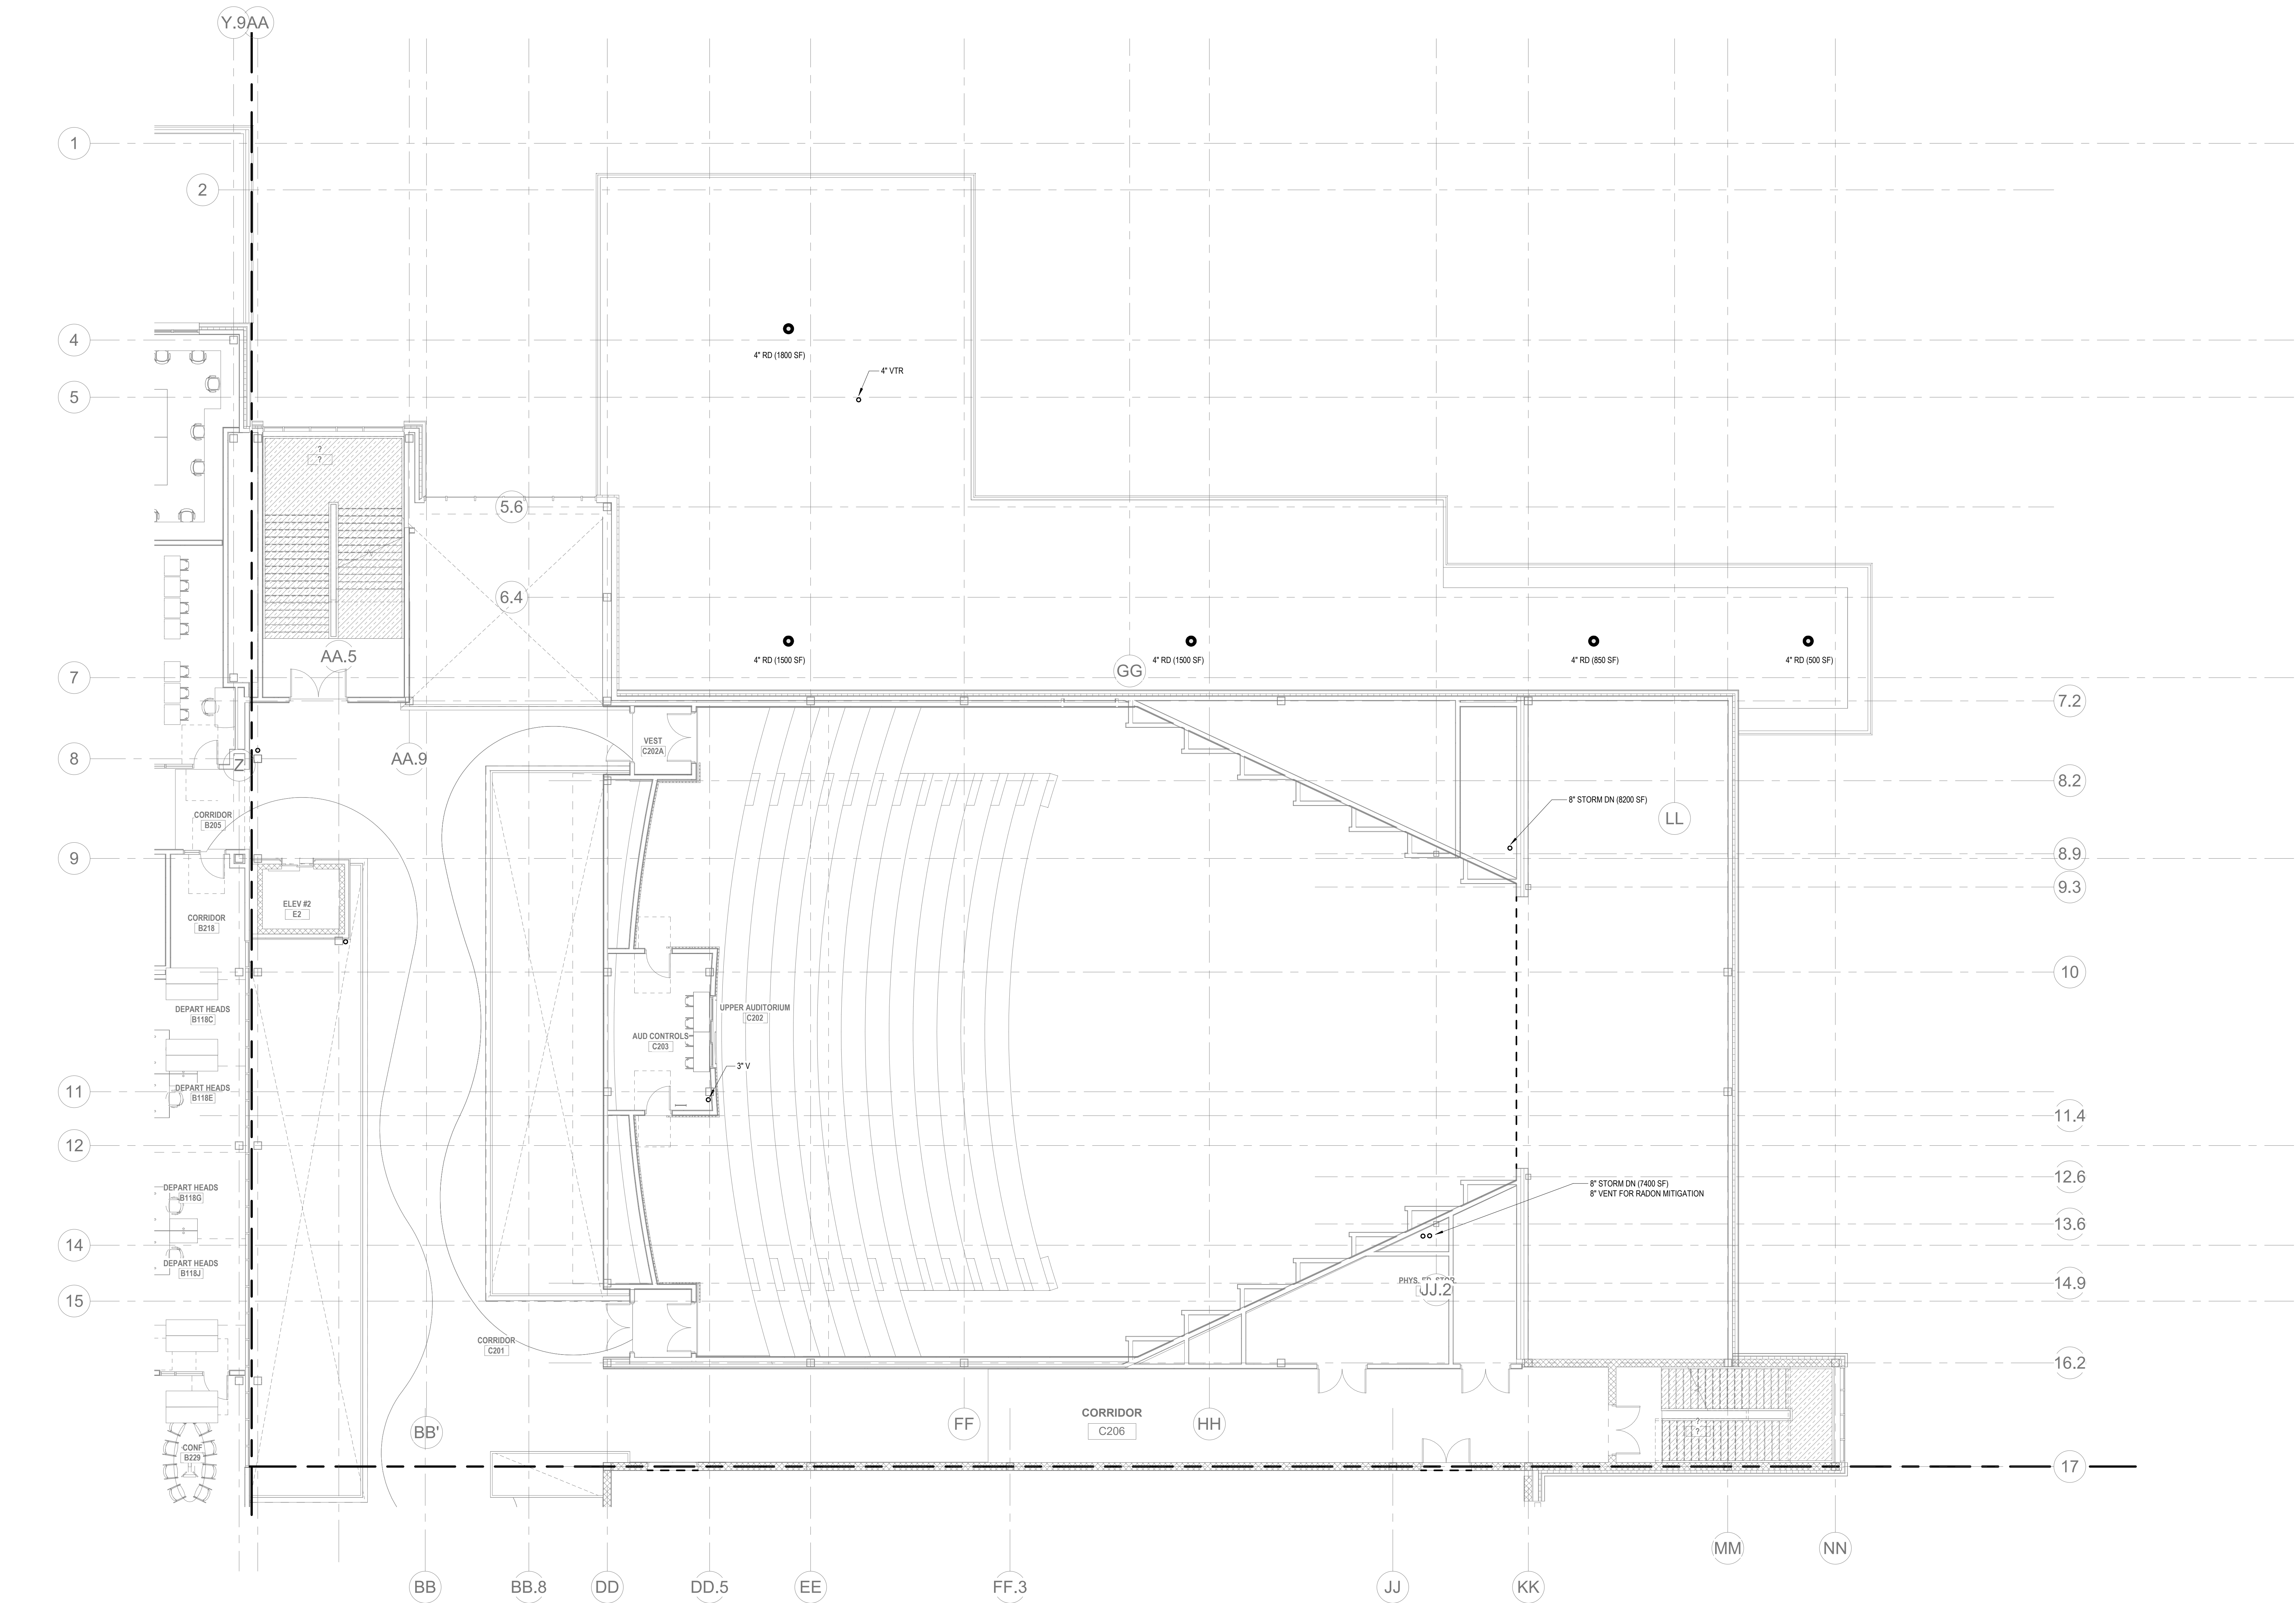 Y.9
AA
1
2
4
4" RD (1800 SF)
4" VTR
5
?
?
5.6
6.4
AA.5
4" RD (1500 SF)
4" RD (1500 SF)
4" RD (850 SF)
4" RD (500 SF)
GG
7
7.2
VEST
C202A
8
Z
AA.9
8.2
8" STORM DN (8200 SF)
CORRIDOR
B205
LL
9
8.9
9.3
ELEV #2
E2
CORRIDOR
B218
10
DEPART HEADS
B118C
UPPER AUDITORIUM
C202
AUD CONTROLS
C203
3" V
11
DEPART HEADS
B118E
11.4
12
12.6
DEPART HEADS
B118G
8" STORM DN (7400 SF)
8" VENT FOR RADON MITIGATION
13.6
14
DEPART HEADS
B118J
PHYS. ED. STOR.
JJ.2
14.9
15
CORRIDOR
C201
16.2
CORRIDOR
C206
BB'
FF
HH
?
?
CONF
B229
17
MM
NN
BB
BB.8
DD
DD.5
EE
FF.3
JJ
KK